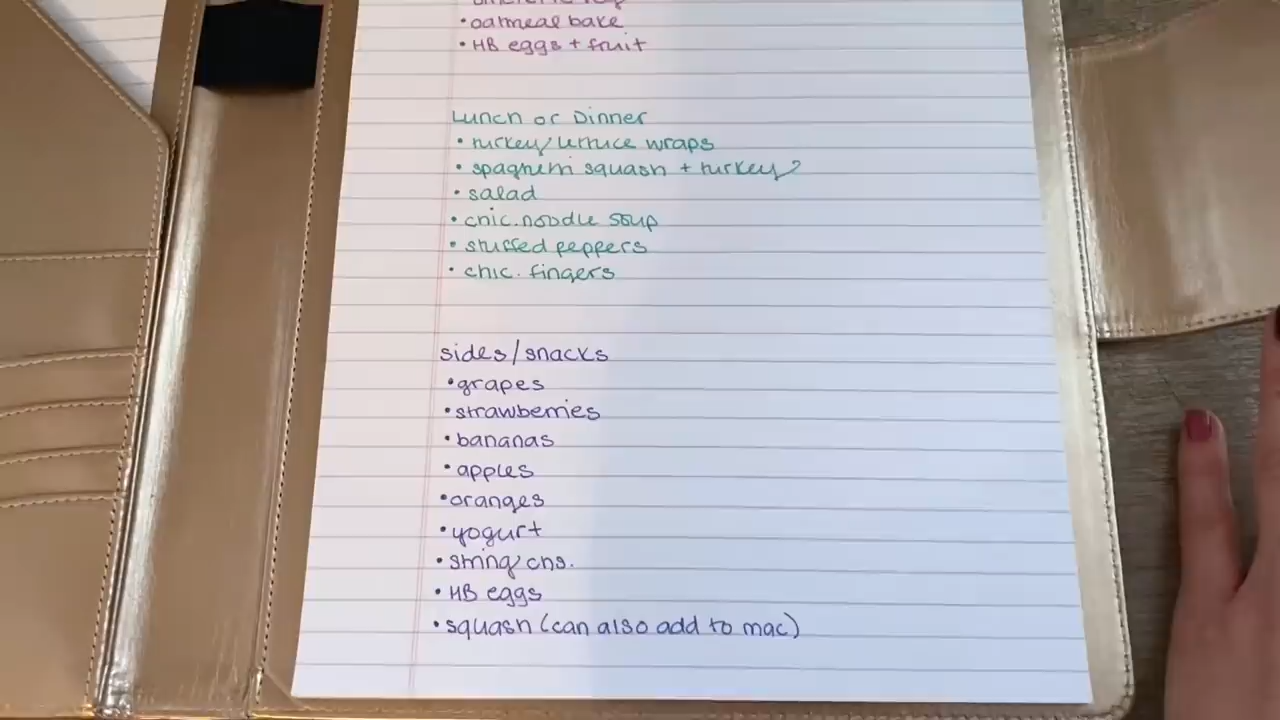 • oatmeal bake
• HB eggs + fruit
Lunch or Dinner
• turkey/lettuce wraps
• spaghetti squash + turkey
• salad
• chic. noodle soup
• stuffed peppers
• chic. fingers
sides/snacks
• grapes
• strawberries
• bananas
• apples
• oranges
• yogurt
• string chs.
• HB eggs
• squash (can also add to mac)